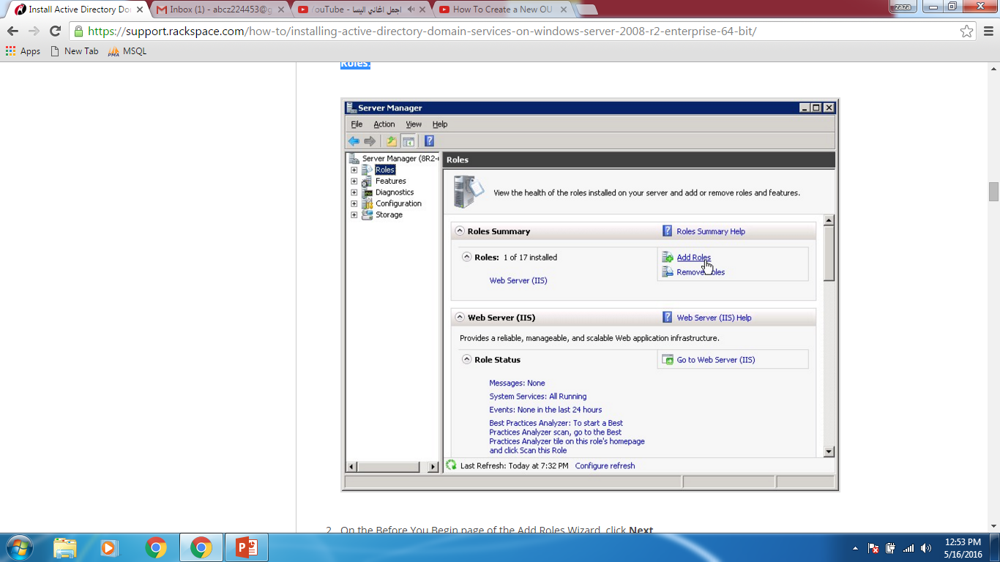 Install Active Directory Do
Inbox (1) - abcz224453@g
YouTube - اجمل اغاني اليسا
How To Create a New OU
zaza
https://support.rackspace.com/how-to/installing-active-directory-domain-services-on-windows-server-2008-r2-enterprise-64-bit/
Apps
New Tab
MSQL
Roles.
Server Manager
File Action View Help
Server Manager (8R2-
Roles
Features
Diagnostics
Configuration
Storage
Roles
View the health of the roles installed on your server and add or remove roles and features.
Roles Summary
Roles Summary Help
Roles: 1 of 17 installed
Add Roles
Remove Roles
Web Server (IIS)
Web Server (IIS)
Web Server (IIS) Help
Provides a reliable, manageable, and scalable Web application infrastructure.
Role Status
Go to Web Server (IIS)
Messages: None
System Services: All Running
Events: None in the last 24 hours
Best Practices Analyzer: To start a Best
Practices Analyzer scan, go to the Best
Practices Analyzer tile on this role's homepage
and click Scan this Role
Last Refresh: Today at 7:32 PM Configure refresh
2. On the Before You Begin page of the Add Roles Wizard, click Next.
12:53 PM
5/16/2016